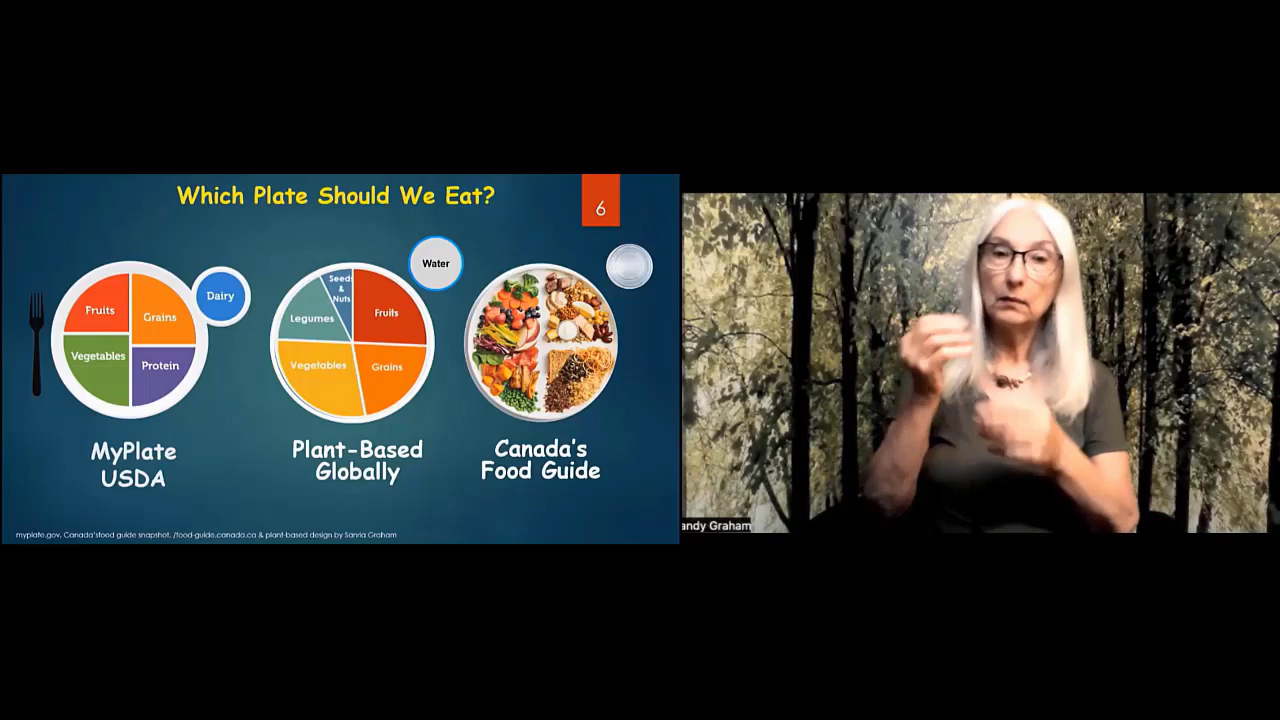 Which Plate Should We Eat?
6
Fruits
Grains
Vegetables
Protein
Dairy
Seeds
&
Nuts
Legumes
Fruits
Vegetables
Grains
Water
MyPlate
USDA
Plant-Based
Globally
Canada's
Food Guide
myplate.gov, Canada'sfood guide snapshot, /food-guide.canada.ca & plant-based design by Sanria Graham
andy Graham